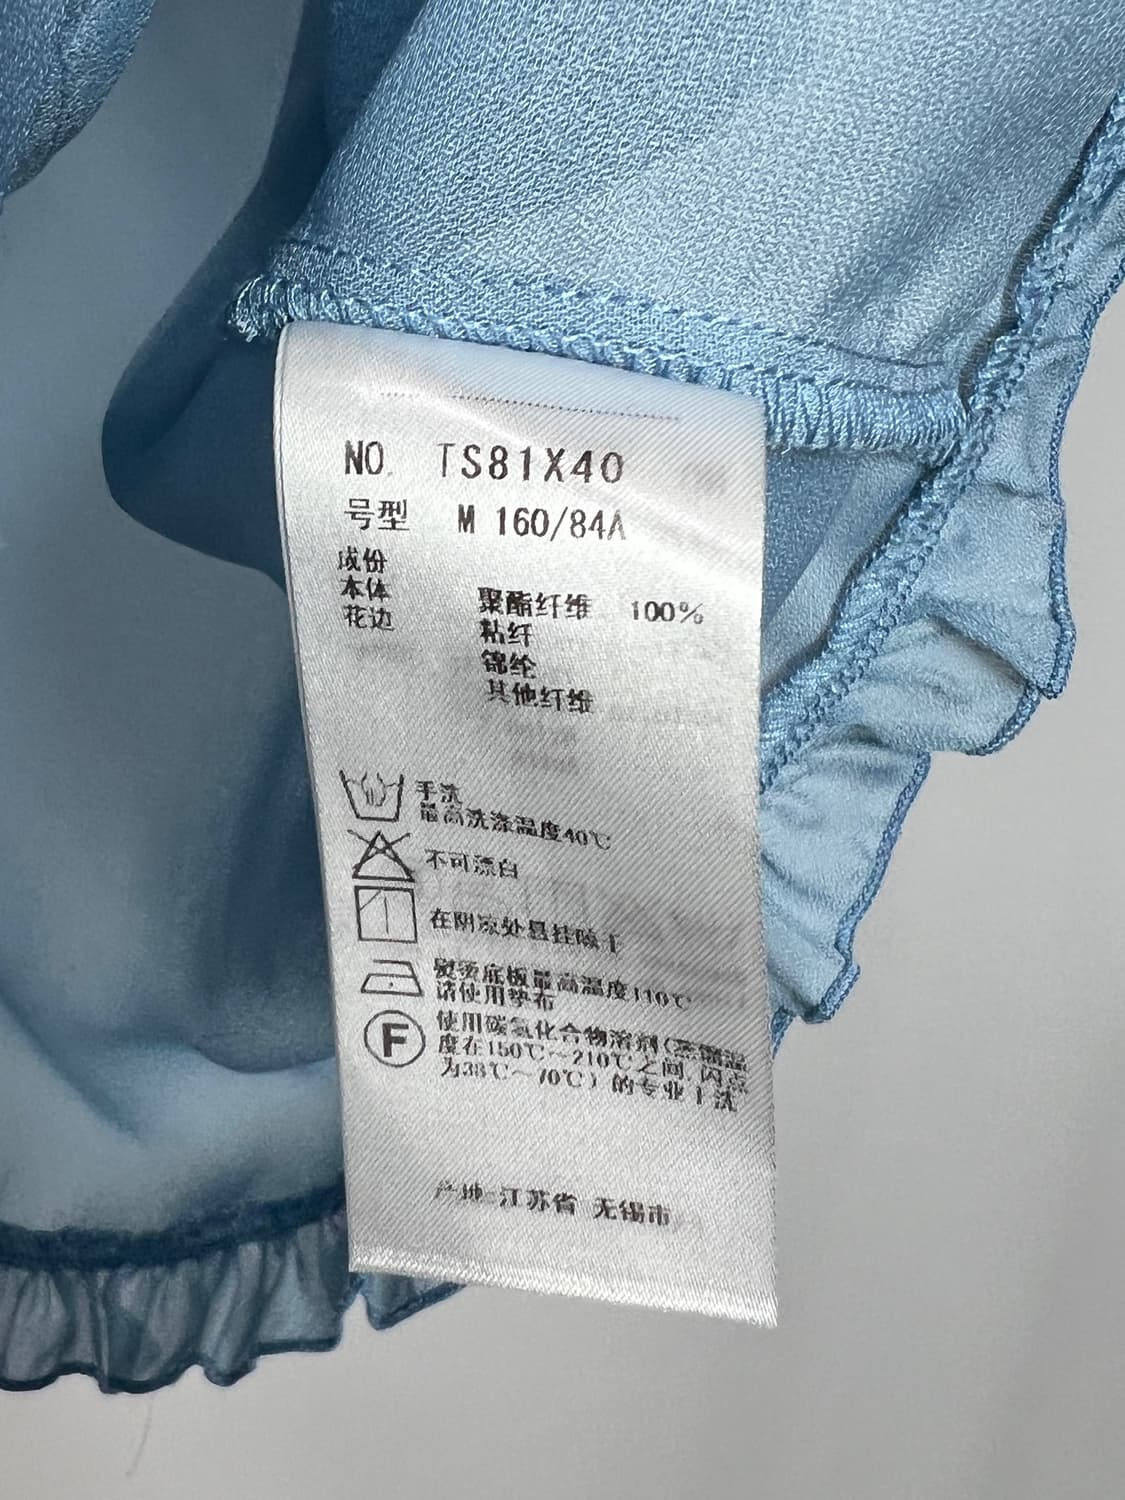 NO. TS81X40
号型 M 160/84A
成份
本体 聚酯纤维 100%
花边 粘纤
锦纶
其他纤维
手洗
最高洗涤温度40℃
不可漂白
在阴凉处悬挂晾干
熨烫底板最高温度110℃
请使用垫布
F
使用碳氢化合物溶剂(蒸馏温
度在150℃~210℃之间 闪点
为38℃~70℃)的专业干洗
产地 江苏省 无锡市